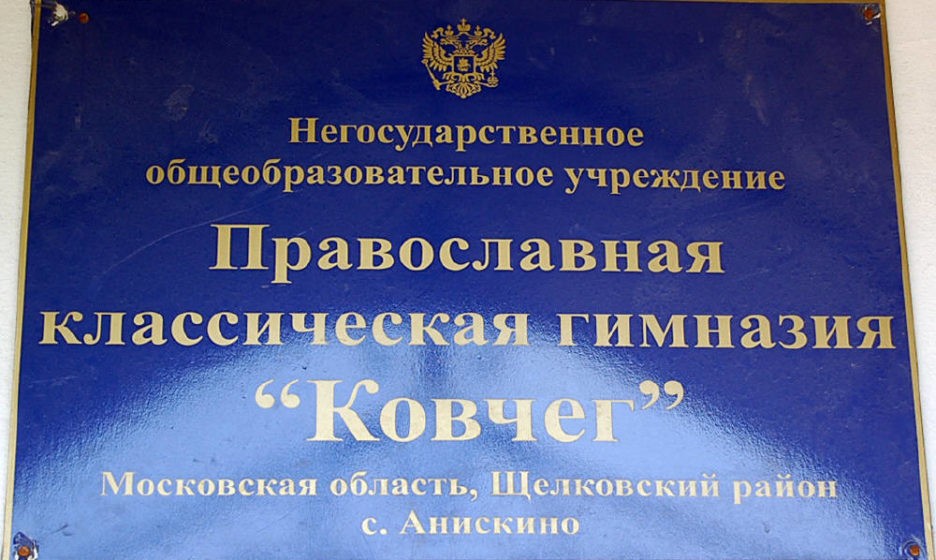 Негосударственное
общеобразовательное учреждение
Православная
классическая гимназия
“Ковчег”
Московская область, Щелковский район
с. Анискино